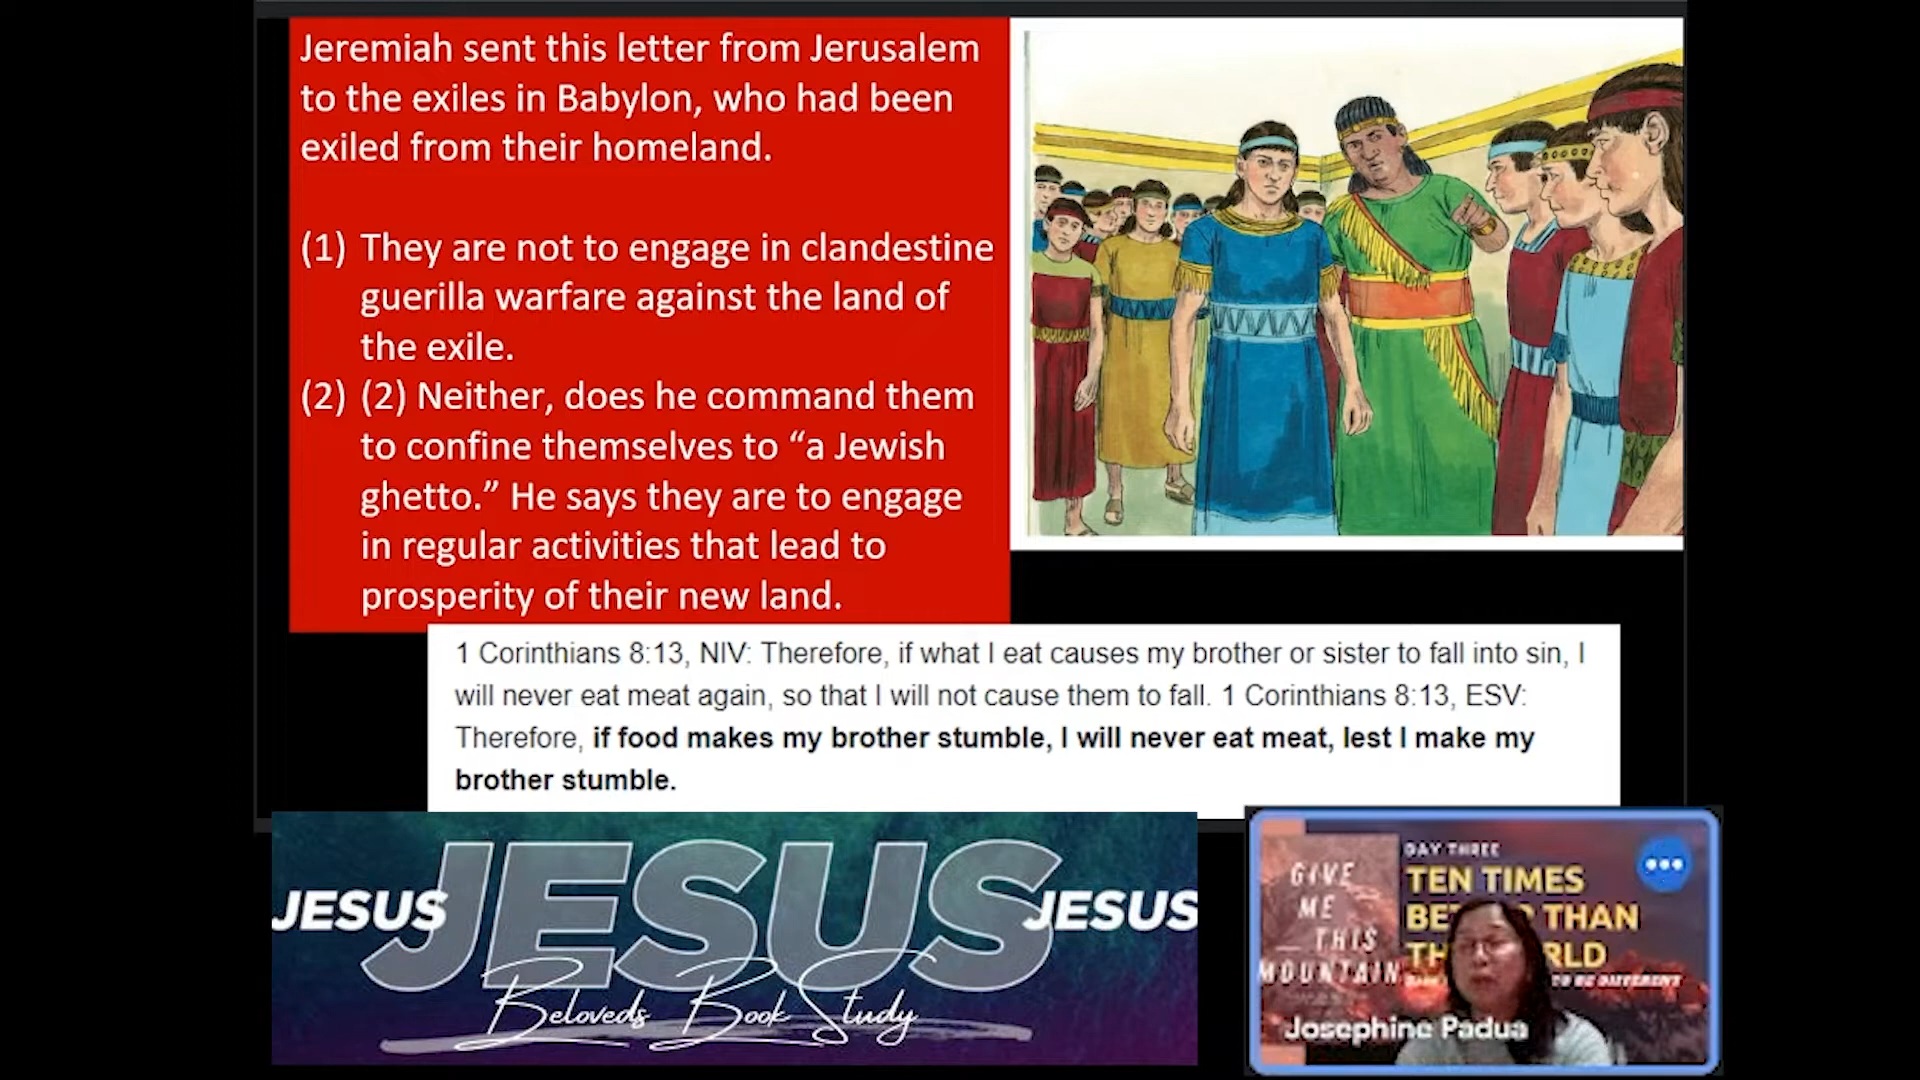 Jeremiah sent this letter from Jerusalem
to the exiles in Babylon, who had been
exiled from their homeland.
(1) They are not to engage in clandestine
guerilla warfare against the land of
the exile.
(2) (2) Neither, does he command them
to confine themselves to “a Jewish
ghetto.” He says they are to engage
in regular activities that lead to
prosperity of their new land.
1 Corinthians 8:13, NIV: Therefore, if what I eat causes my brother or sister to fall into sin, I
will never eat meat again, so that I will not cause them to fall. 1 Corinthians 8:13, ESV:
Therefore, if food makes my brother stumble, I will never eat meat, lest I make my
brother stumble.
JESUS JESUS JESUS
Beloveds Book Study
GIVE
ME
THIS
MOUNTAIN
DAY THREE
TEN TIMES
THAN
TO BE DIFFERENT
Josephine Padua